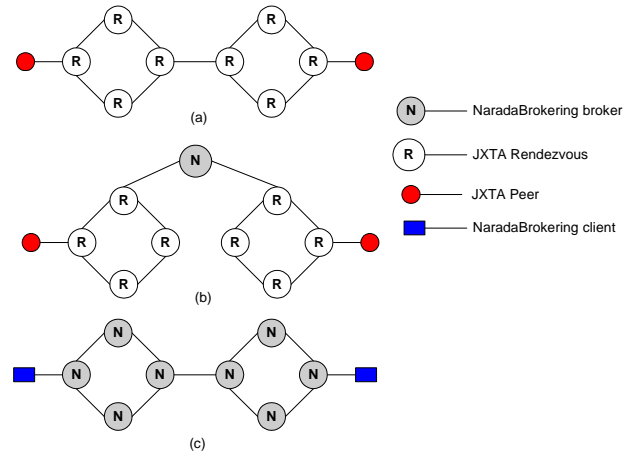 R
R R R R
R R
R
(a)
N NaradaBrokering broker
R JXTA Rendezvous
JXTA Peer
NaradaBrokering client
N
R R
R R R R
R R
(b)
N N
N N N N
N N
(c)